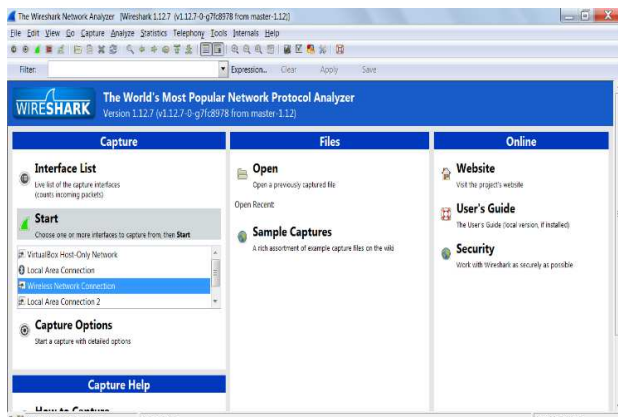 The Wireshark Network Analyzer [Wireshark 1.12.7 (v1.12.7-0-g7fc8978 from master-1.12)]
File Edit View Go Capture Analyze Statistics Telephony Tools Internals Help
Filter: Expression... Clear Apply Save
WIRESHARK
The World's Most Popular Network Protocol Analyzer
Version 1.12.7 (v1.12.7-0-g7fc8978 from master-1.12)
Capture
Interface List
Live list of the capture interfaces
(counts incoming packets)
Start
Choose one or more interfaces to capture from, then Start
VirtualBox Host-Only Network
Local Area Connection
Wireless Network Connection
Local Area Connection 2
Capture Options
Start a capture with detailed options
Capture Help
How to Capture
Files
Open
Open a previously captured file
Open Recent:
Sample Captures
A rich assortment of example capture files on the wiki
Online
Website
Visit the project's website
User's Guide
The User's Guide (local version, if installed)
Security
Work with Wireshark as securely as possible